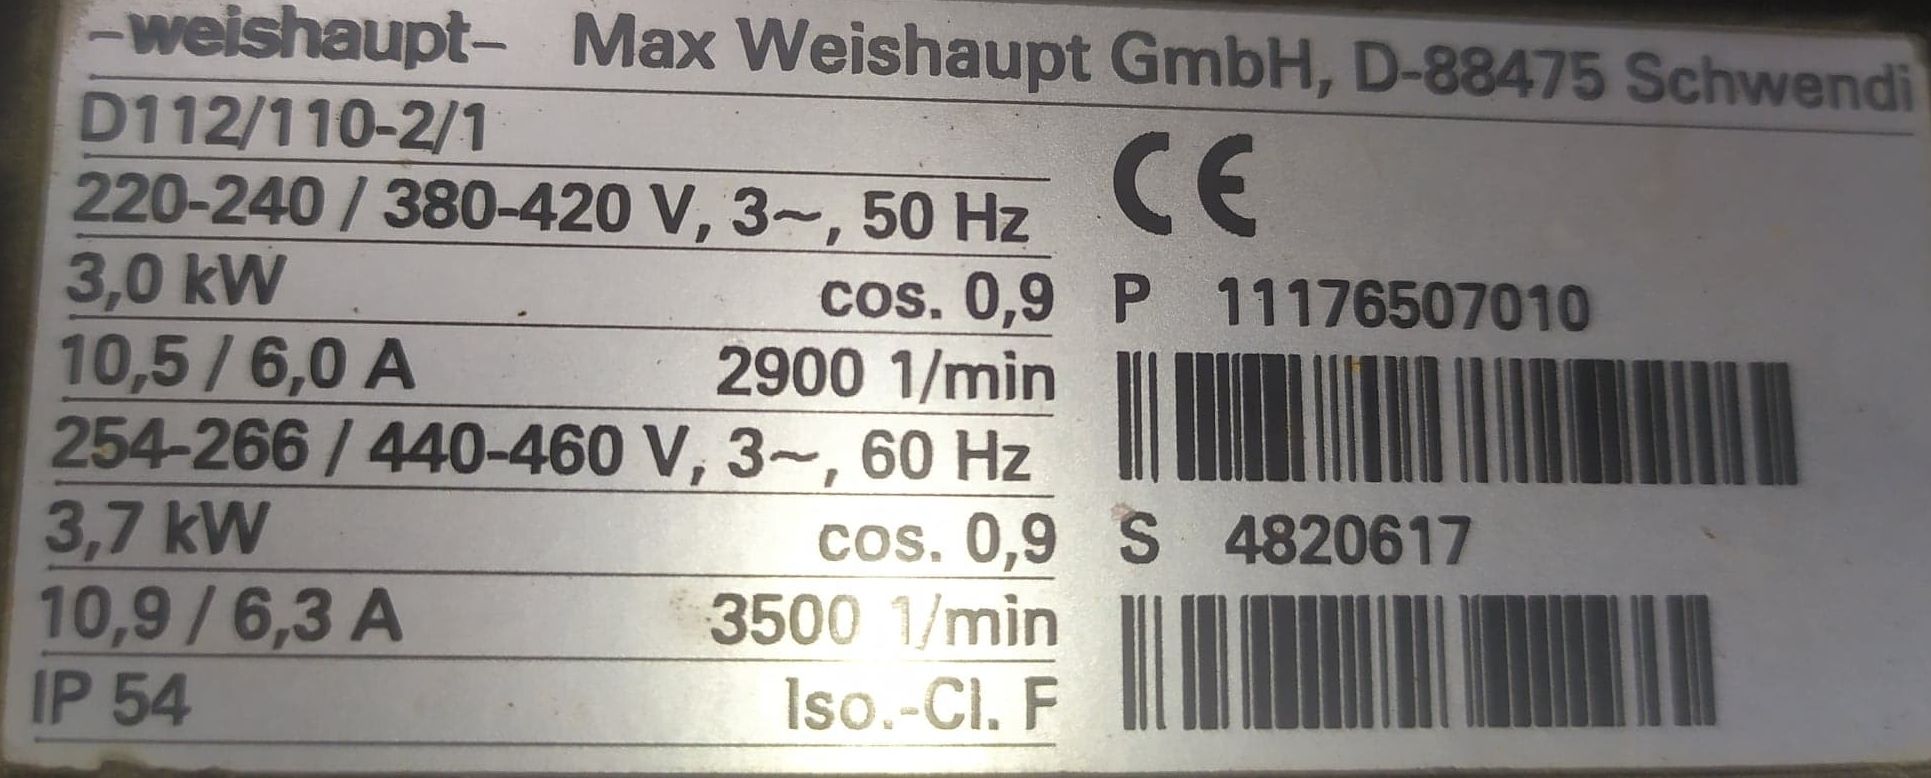 -weishaupt- Max Weishaupt GmbH, D-88475 Schwendi
D112/110-2/1
220-240 / 380-420 V, 3~, 50 Hz
3,0 kW cos. 0,9
10,5 / 6,0 A 2900 1/min
254-266 / 440-460 V, 3~, 60 Hz
3,7 kW cos. 0,9
10,9 / 6,3 A 3500 1/min
IP 54 Iso.-Cl. F
CE
P 11176507010
S 4820617